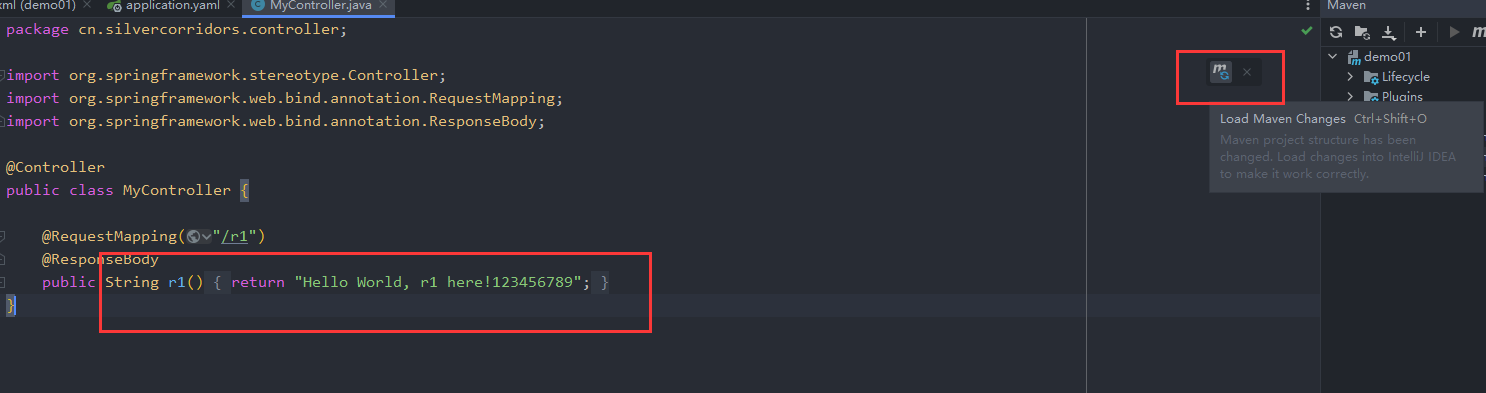 xml (demo01) application.yaml MyController.java Maven
package cn.silvercorridors.controller;
import org.springframework.stereotype.Controller;
import org.springframework.web.bind.annotation.RequestMapping;
import org.springframework.web.bind.annotation.ResponseBody;
@Controller
public class MyController {
@RequestMapping("/r1")
@ResponseBody
public String r1() { return "Hello World, r1 here!123456789"; }
}
demo01
Lifecycle
Plugins
Load Maven Changes Ctrl+Shift+O
Maven project structure has been
changed. Load changes into IntelliJ IDEA
to make it work correctly.